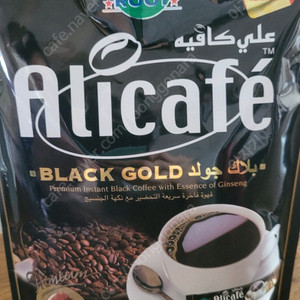 علي كافيه
TM
Alicafé
BLACK GOLD بلاك جولد
Premium Instant Black Coffee with Essence of Ginseng
قهوة فاخرة سريعة التحضير مع نكهة الجنسنج
Alicafé